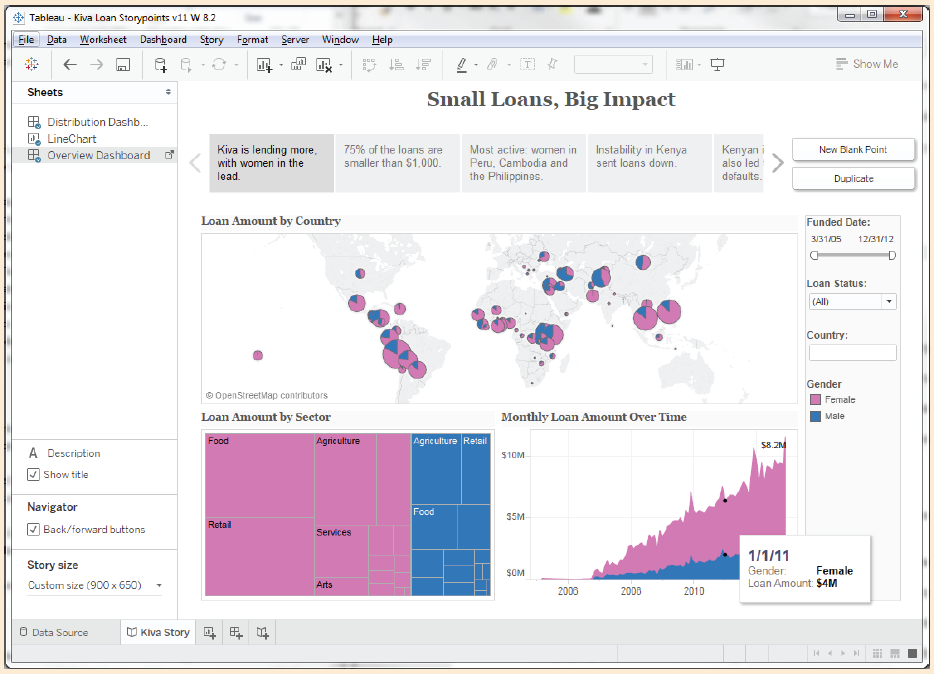 Tableau - Kiva Loan Storypoints v11 W 8.2
File Data Worksheet Dashboard Story Format Server Window Help
Show Me
Sheets
Distribution Dashb...
LineChart
Overview Dashboard
Small Loans, Big Impact
Kiva is lending more,
with women in the
lead.
75% of the loans are
smaller than $1,000.
Most active: women in
Peru, Cambodia and
the Philippines.
Instability in Kenya
sent loans down.
Kenyan i
also led
defaults.
New Blank Point
Duplicate
Loan Amount by Country
© OpenStreetMap contributors
Funded Date:
3/31/05 12/31/12
Loan Status:
(All)
Country:
Gender
Female
Male
Loan Amount by Sector
Food
Agriculture
Agriculture
Retail
Food
Retail
Services
Arts
Monthly Loan Amount Over Time
$8.2M
$10M
$5M
$0M
2006 2008 2010
1/1/11
Gender: Female
Loan Amount: $4M
A Description
Show title
Navigator
Back/forward buttons
Story size
Custom size (900 x 650)
Data Source
Kiva Story